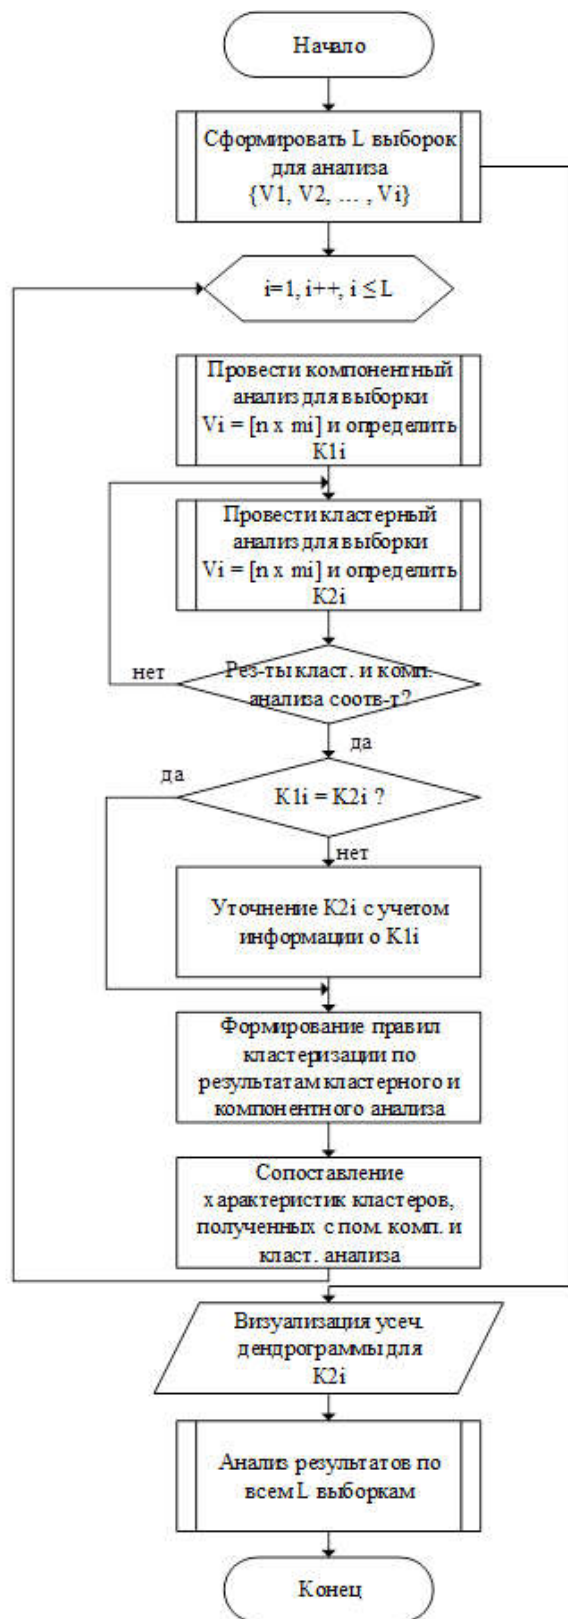 Начало
Сформировать L выборок
для анализа
{V1, V2, … , Vi}
i=1, i++, i ≤ L
Провести компонентный
анализ для выборки
Vi = [n x mi] и определить
K1i
Провести кластерный
анализ для выборки
Vi = [n x mi] и определить
K2i
нет
Рез-ты класт. и комп.
анализа соотв-т?
да
да
K1i = K2i ?
нет
Уточнение K2i с учетом
информации о K1i
Формирование правил
кластеризации по
результатам кластерного и
компонентного анализа
Сопоставление
характеристик кластеров,
полученных с пом. комп. и
класт. анализа
Визуализация усеч.
дендрограммы для
K2i
Анализ результатов по
всем L выборкам
Конец